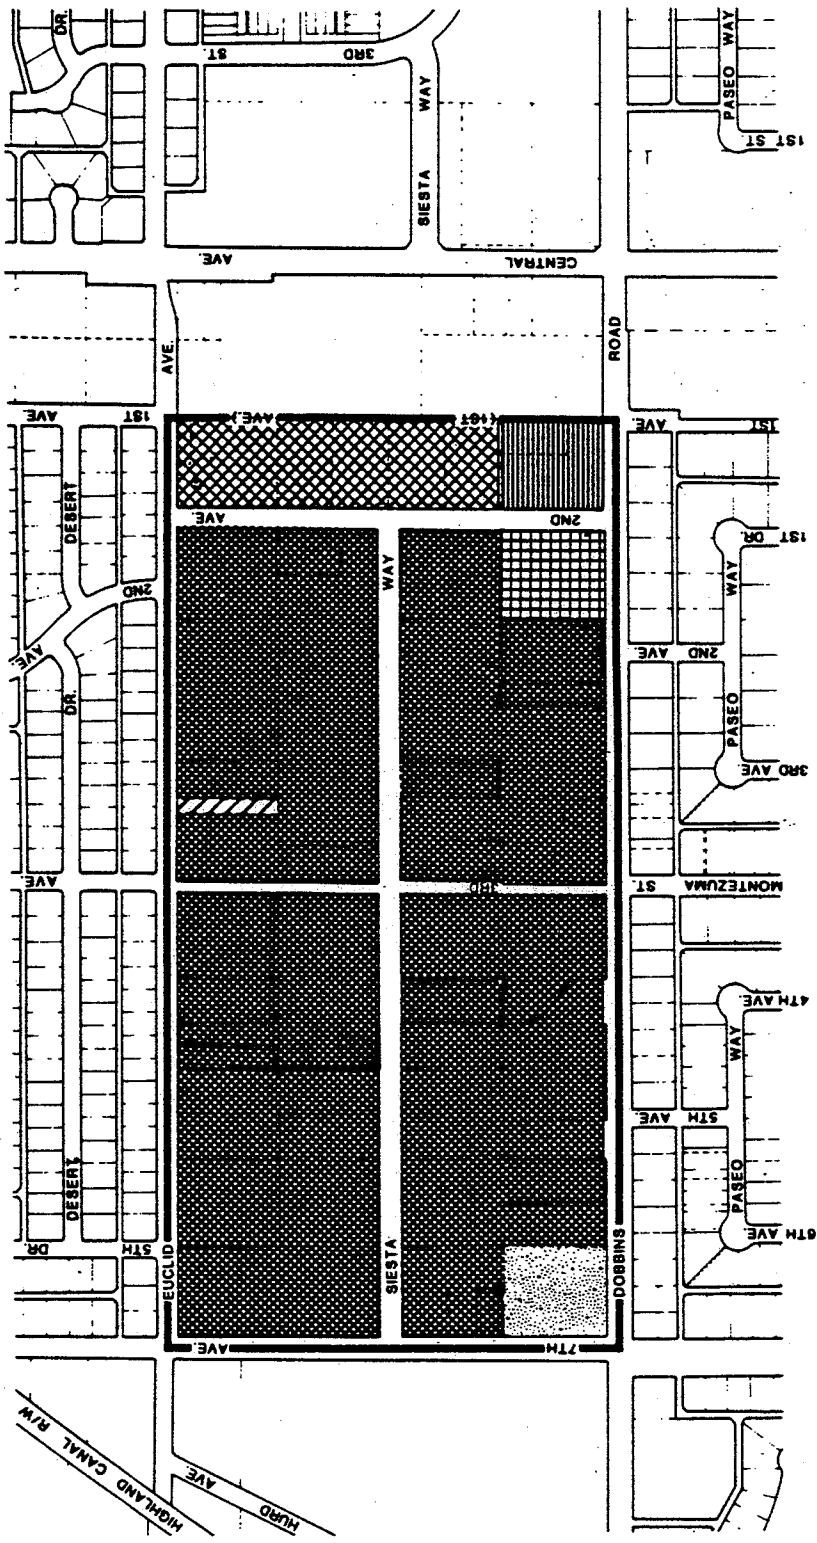 DR.
3RD ST.
SIESTA WAY
PASEO WAY
1ST ST
CENTRAL AVE.
AVE.
ROAD
1ST AVE
(1ST AVE.)
1ST AVE
DESERT
2ND AVE
WAY
1ST DR.
2ND AVE
WAY
2ND AVE
DR.
PASEO
3RD AVE
AVE.
3RD
MONTEZUMA ST.
4TH AVE.
WAY
5TH AVE.
DESERT
PASEO
6TH AVE
5TH DR.
EUCLID
SIESTA
DOBBINS
7TH AVE.
HIGHLAND CANAL R/W
HURD AVE.